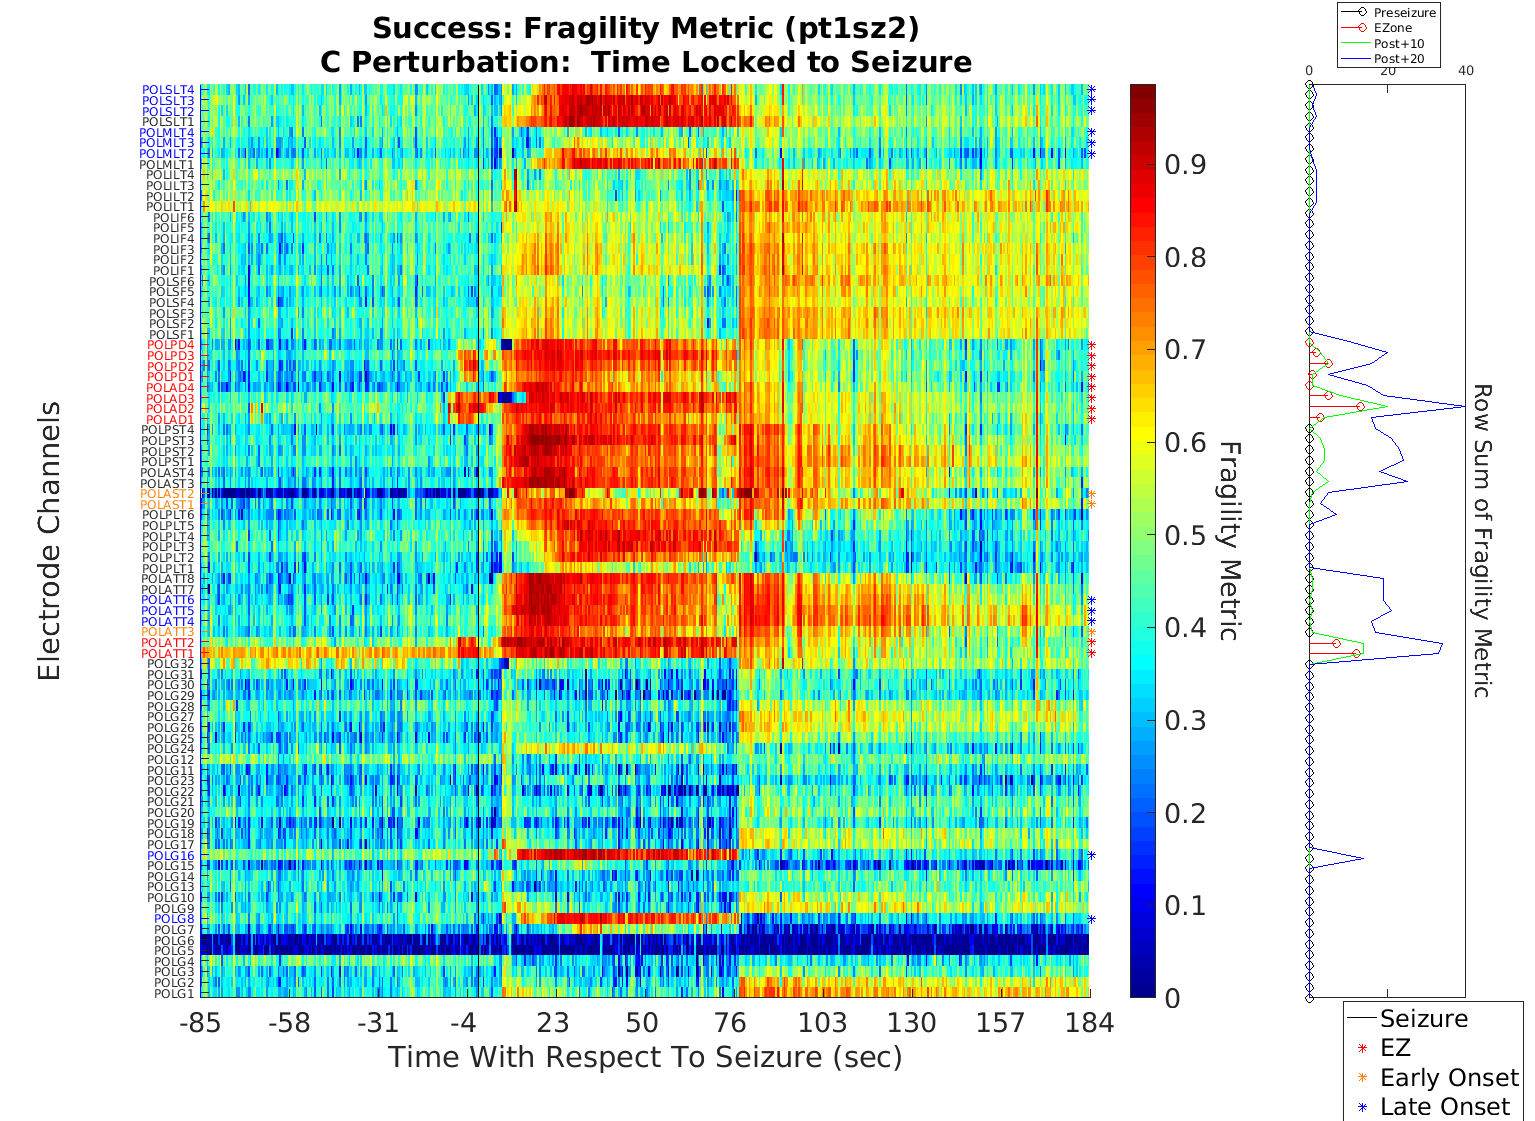 Success: Fragility Metric (pt1sz2)
C Perturbation:  Time Locked to Seizure
Preseizure
EZone
Post+10
Post+20
0 20 40
Electrode Channels
POLSLT4
POLSLT3
POLSLT2
POLSLT1
POLMLT4
POLMLT3
POLMLT2
POLMLT1
POLILT4
POLILT3
POLILT2
POLILT1
POLIF6
POLIF5
POLIF4
POLIF3
POLIF2
POLIF1
POLSF6
POLSF5
POLSF4
POLSF3
POLSF2
POLSF1
POLPD4
POLPD3
POLPD2
POLPD1
POLAD4
POLAD3
POLAD2
POLAD1
POLPST4
POLPST3
POLPST2
POLPST1
POLAST4
POLAST3
POLAST2
POLAST1
POLPLT6
POLPLT5
POLPLT4
POLPLT3
POLPLT2
POLPLT1
POLATT8
POLATT7
POLATT6
POLATT5
POLATT4
POLATT3
POLATT2
POLATT1
POLG32
POLG31
POLG30
POLG29
POLG28
POLG27
POLG26
POLG25
POLG24
POLG12
POLG11
POLG23
POLG22
POLG21
POLG20
POLG19
POLG18
POLG17
POLG16
POLG15
POLG14
POLG13
POLG10
POLG9
POLG8
POLG7
POLG6
POLG5
POLG4
POLG3
POLG2
POLG1
-85 -58 -31 -4 23 50 76 103 130 157 184
Time With Respect To Seizure (sec)
0.9
0.8
0.7
0.6
0.5
0.4
0.3
0.2
0.1
0
Fragility Metric
Row Sum of Fragility Metric
Seizure
EZ
Early Onset
Late Onset